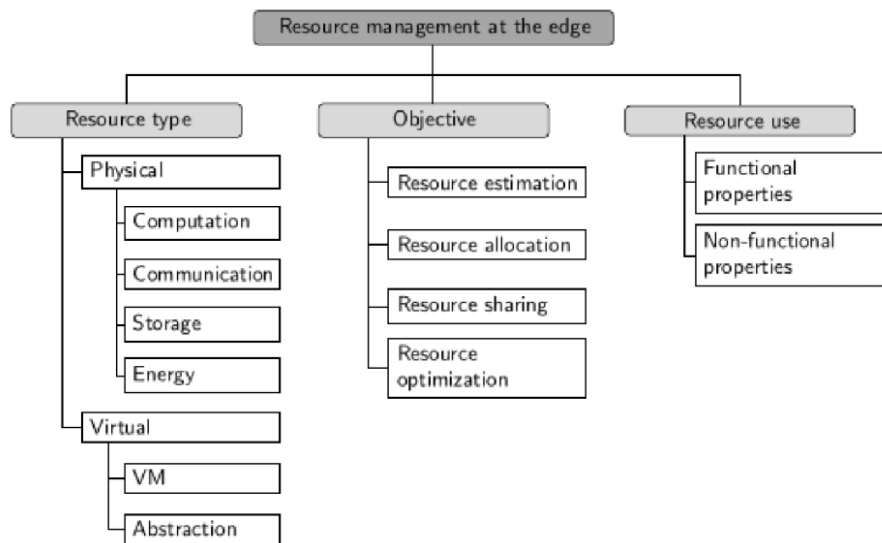 Resource management at the edge
Resource type
Physical
Computation
Communication
Storage
Energy
Virtual
VM
Abstraction
Objective
Resource estimation
Resource allocation
Resource sharing
Resource
optimization
Resource use
Functional
properties
Non-functional
properties